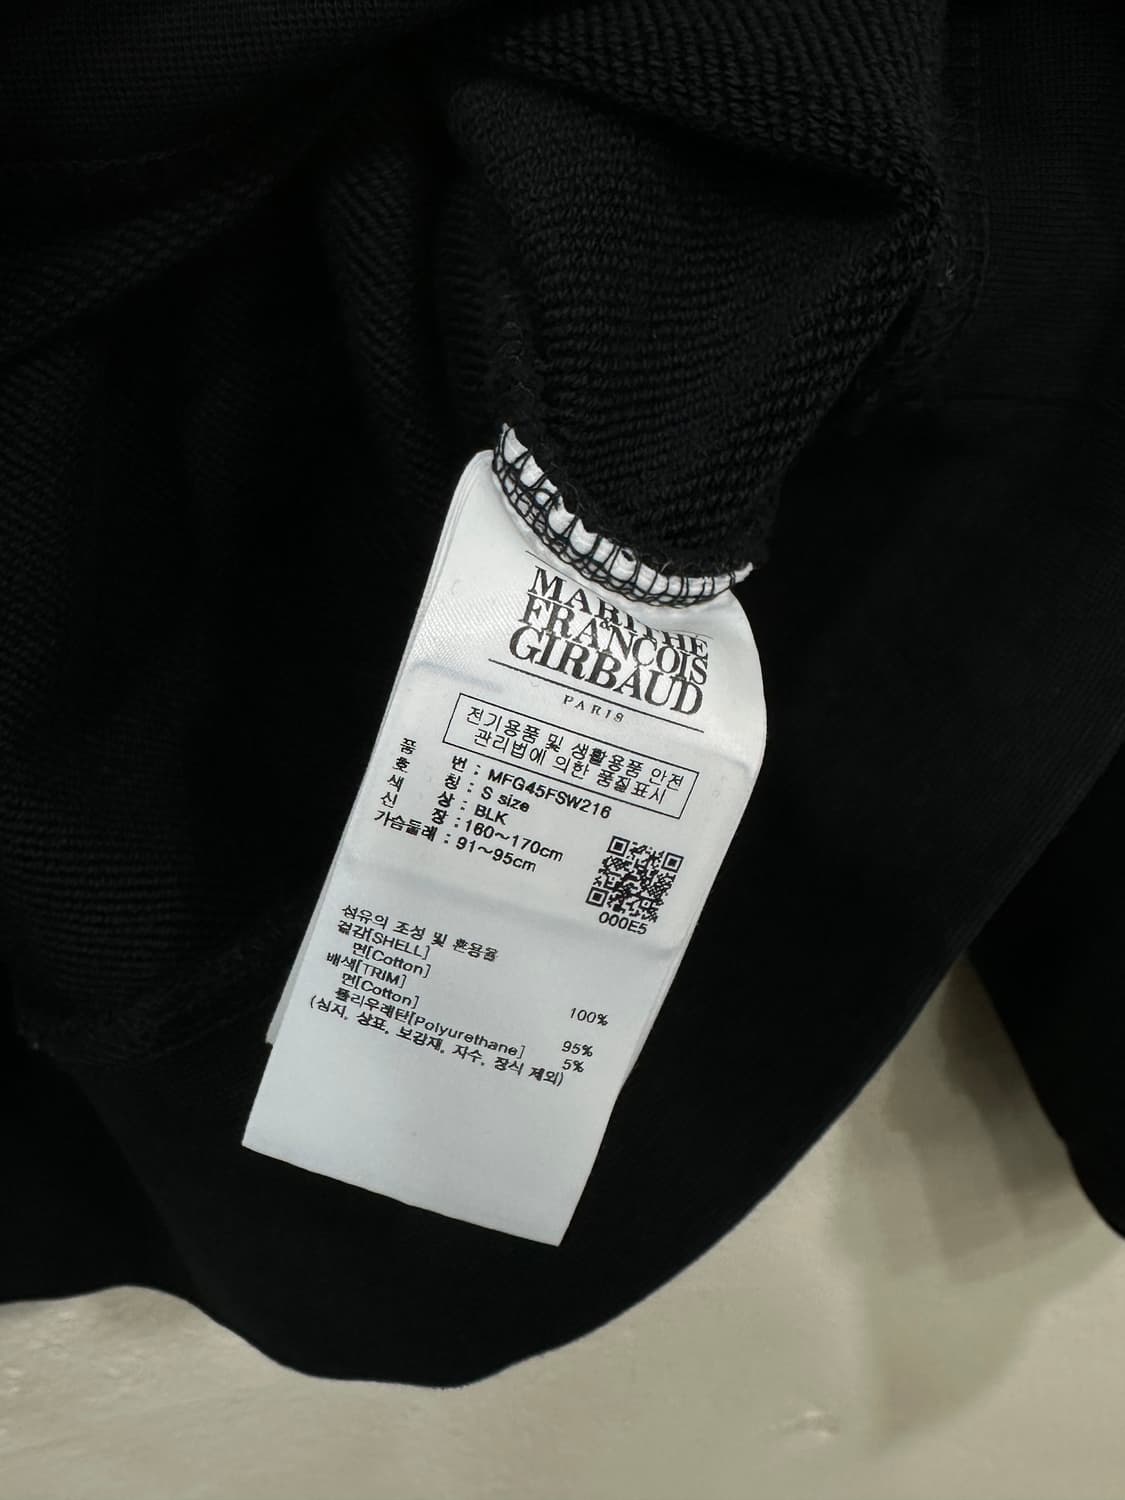 MARITHE
FRANCOIS
&
GIRBAUD
PARIS
전기용품 및 생활용품 안전
관리법에 의한 품질표시
품 번 : MFG45FSW216
호 칭 : S size
색 상 : BLK
신 장 : 160~170cm
가슴둘레 : 91~95cm
000E5
섬유의 조성 및 혼용율
겉감[SHELL]
면[Cotton] 100%
배색[TRIM]
면[Cotton] 95%
폴리우레탄[Polyurethane] 5%
(심지, 상표, 보강재, 자수, 장식 제외)